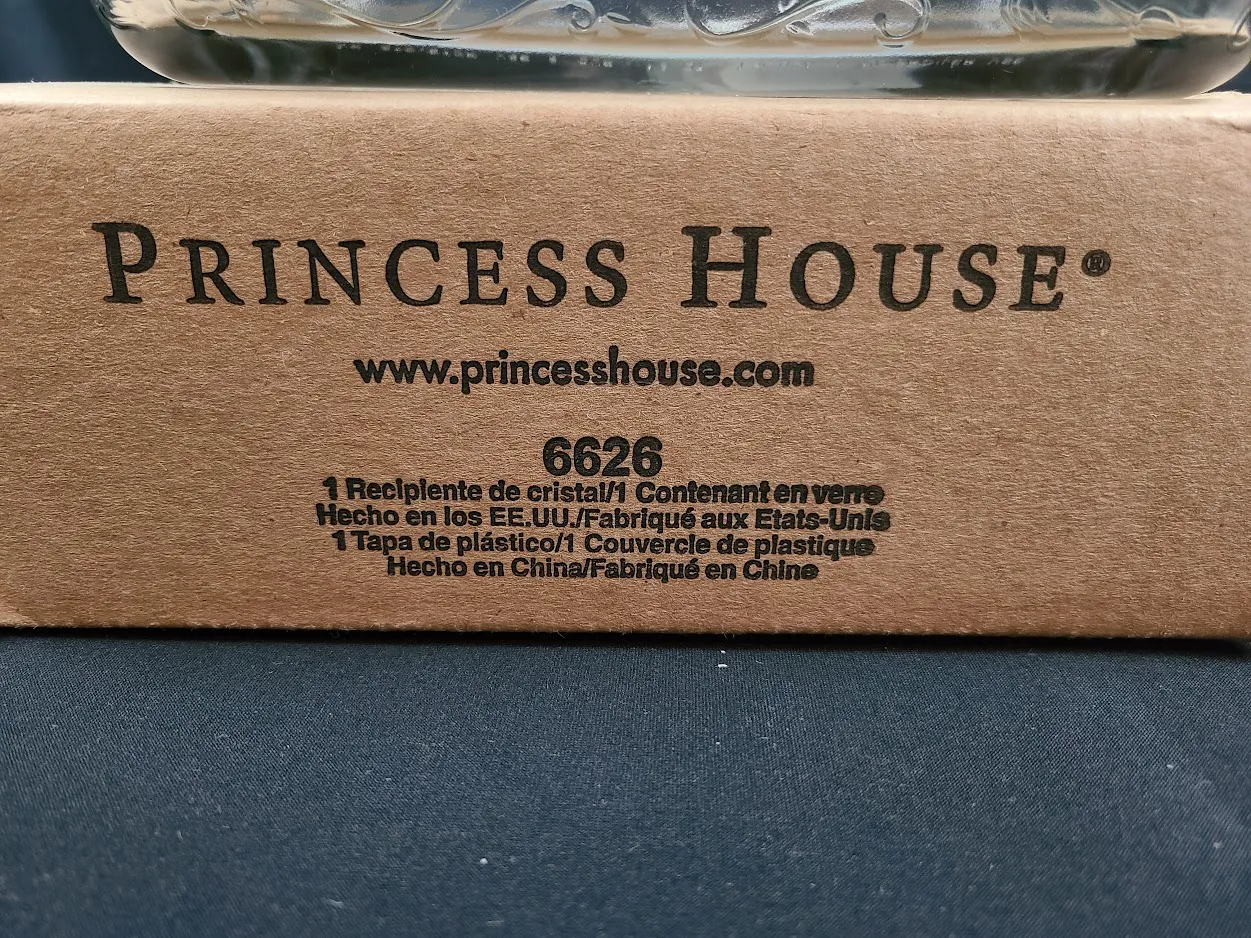 PRINCESS HOUSE®
www.princesshouse.com
6626
1 Recipiente de cristal/1 Contenant en verre
Hecho en los EE.UU./Fabriqué aux Etats-Unis
1 Tapa de plástico/1 Couvercle de plastique
Hecho en China/Fabriqué en Chine